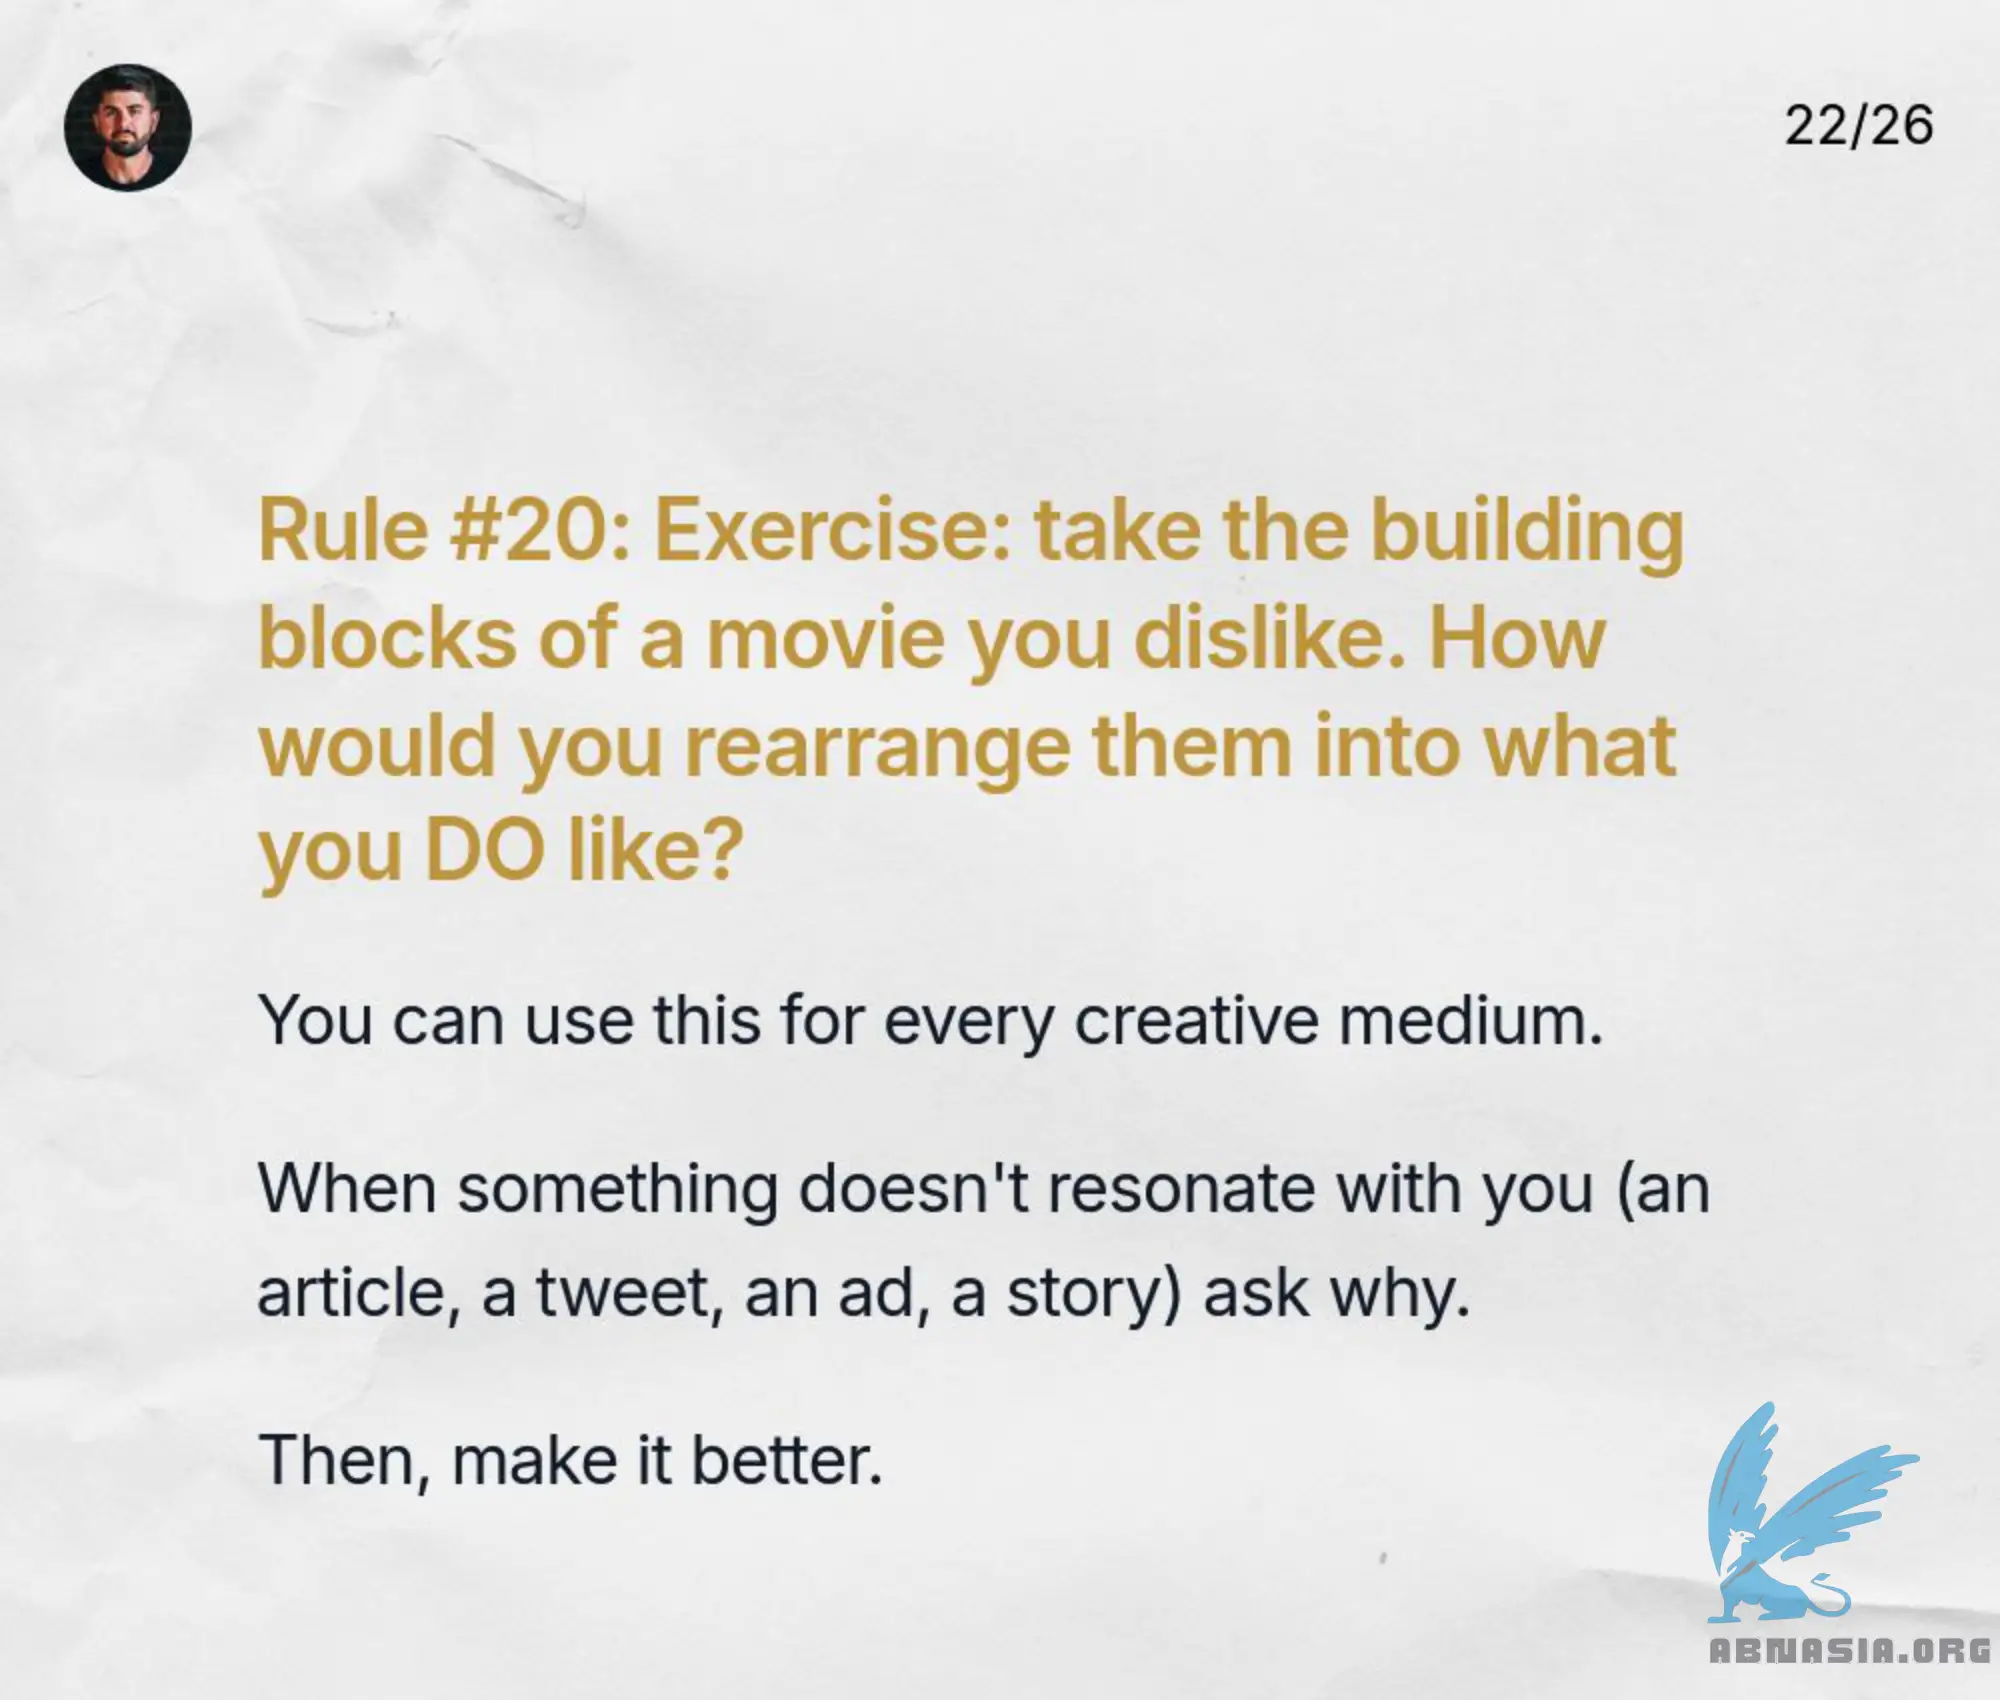 22/26
Rule #20: Exercise: take the building
blocks of a movie you dislike. How
would you rearrange them into what
you DO like?
You can use this for every creative medium.
When something doesn't resonate with you (an
article, a tweet, an ad, a story) ask why.
Then, make it better.
ABNASIA.ORG